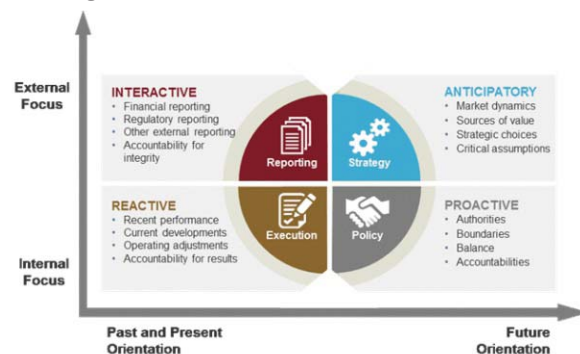 External
Focus
INTERACTIVE
• Financial reporting
• Regulatory reporting
• Other external reporting
• Accountability for
integrity
Reporting
Strategy
ANTICIPATORY
• Market dynamics
• Sources of value
• Strategic choices
• Critical assumptions
REACTIVE
• Recent performance
• Current developments
• Operating adjustments
• Accountability for results
Execution
Policy
PROACTIVE
• Authorities
• Boundaries
• Balance
• Accountabilities
Internal
Focus
Past and Present
Orientation
Future
Orientation